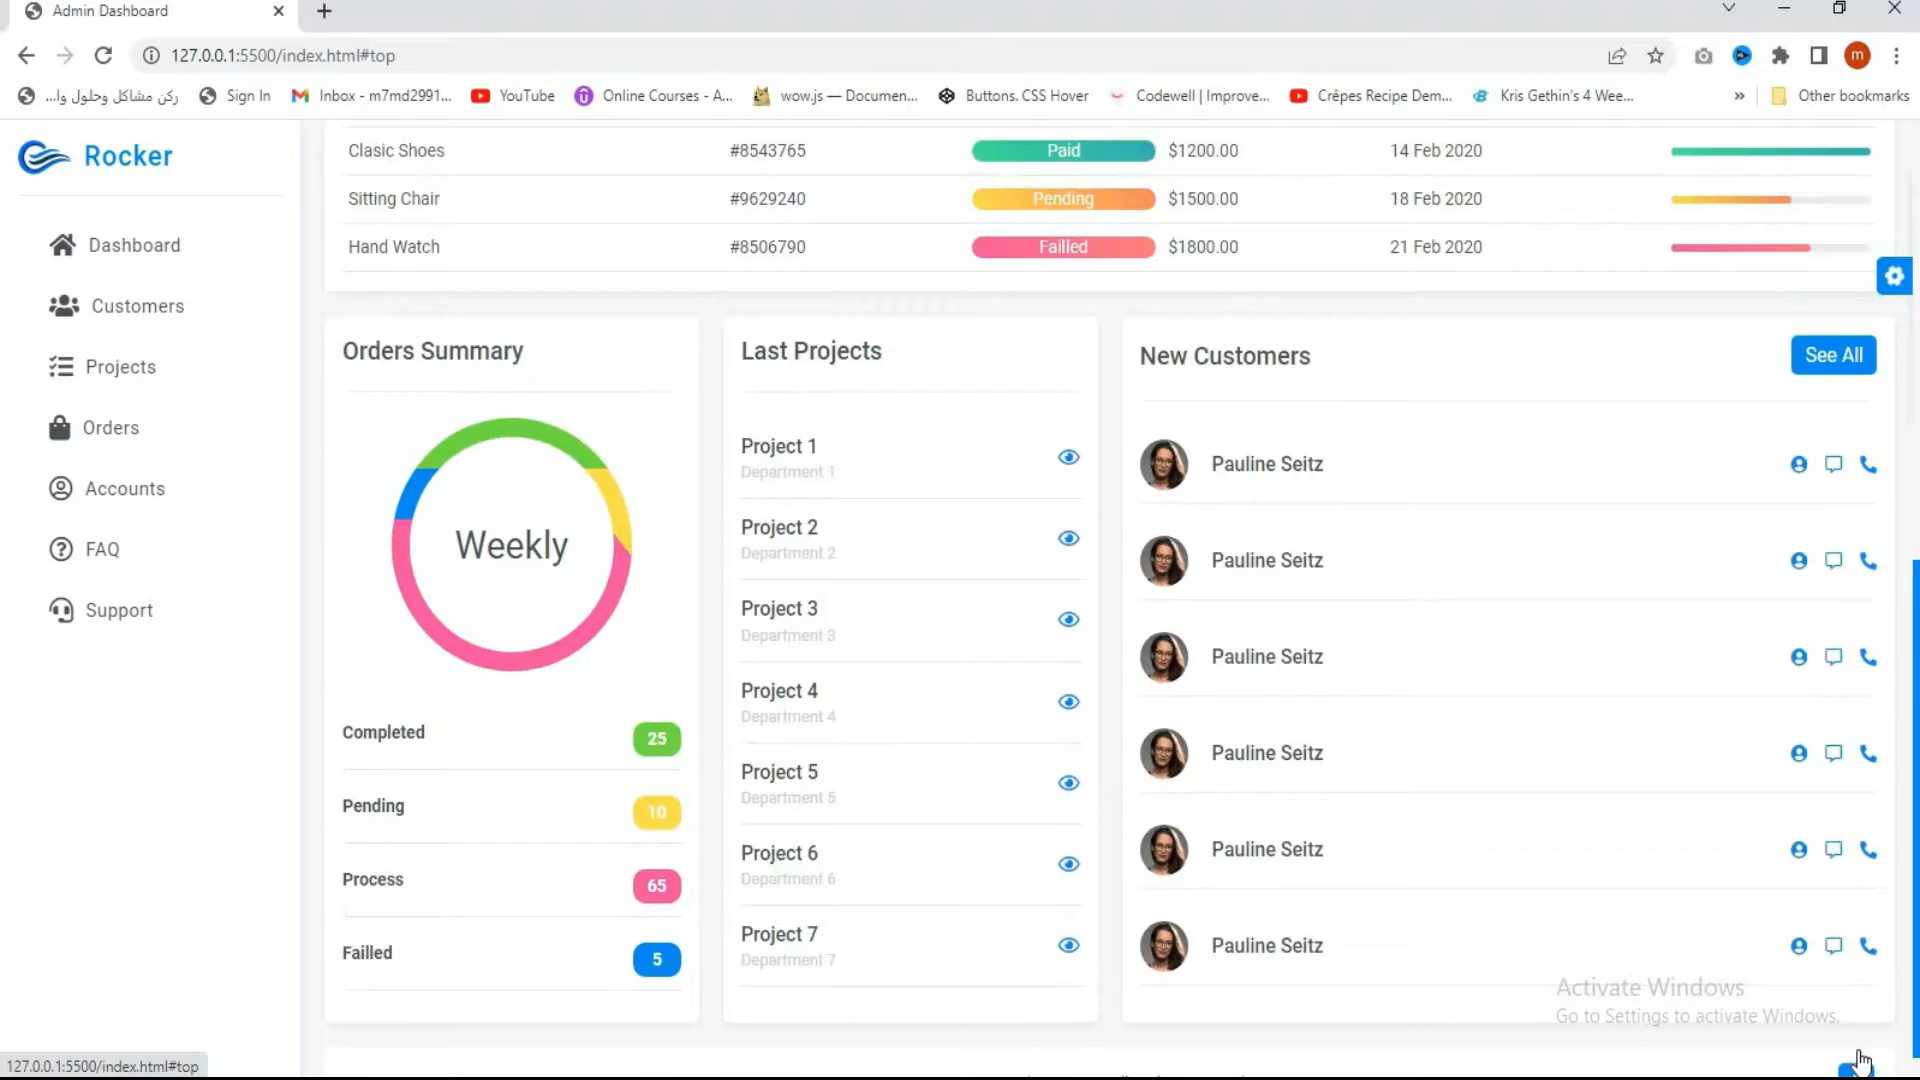 Admin Dashboard
127.0.0.1:5500/index.html#top
ركن مشاكل وحلول وا...
Sign In
Inbox - m7md2991...
YouTube
Online Courses - A...
wow.js — Documen...
Buttons. CSS Hover
Codewell | Improve...
Crêpes Recipe Dem...
Kris Gethin's 4 Wee...
»
Other bookmarks
m
Rocker
Dashboard
Customers
Projects
Orders
Accounts
FAQ
Support
Clasic Shoes #8543765 Paid $1200.00 14 Feb 2020
Sitting Chair #9629240 Pending $1500.00 18 Feb 2020
Hand Watch #8506790 Failled $1800.00 21 Feb 2020
Orders Summary
Weekly
Completed 25
Pending 10
Process 65
Failled 5
Last Projects
Project 1
Department 1
Project 2
Department 2
Project 3
Department 3
Project 4
Department 4
Project 5
Department 5
Project 6
Department 6
Project 7
Department 7
New Customers
See All
Pauline Seitz
Pauline Seitz
Pauline Seitz
Pauline Seitz
Pauline Seitz
Pauline Seitz
Activate Windows
Go to Settings to activate Windows.
127.0.0.1:5500/index.html#top